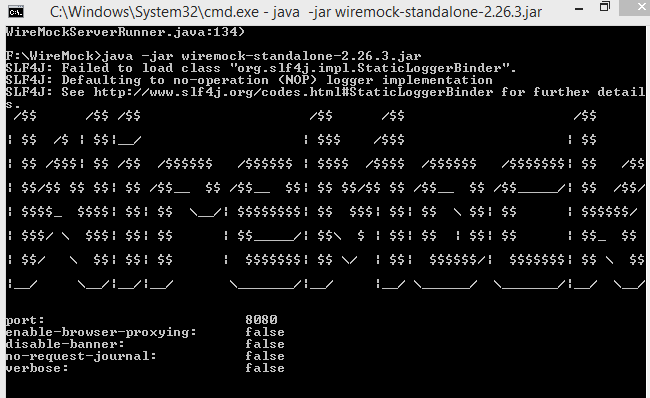 C:\Windows\System32\cmd.exe - java  -jar wiremock-standalone-2.26.3.jar
WireMockServerRunner.java:134)
F:\WireMock>java -jar wiremock-standalone-2.26.3.jar
SLF4J: Failed to load class "org.slf4j.impl.StaticLoggerBinder".
SLF4J: Defaulting to no-operation (NOP) logger implementation
SLF4J: See http://www.slf4j.org/codes.html#StaticLoggerBinder for further detail
s.
 /$$      /$$ /$$                     /$$      /$$                     /$$
| $$  /$ | $$|__/                    | $$$    /$$$                    | $$
| $$ /$$$| $$ /$$  /$$$$$$   /$$$$$$ | $$$$  /$$$$  /$$$$$$   /$$$$$$$| $$   /$$
| $$/$$ $$ $$| $$ /$$__  $$ /$$__  $$| $$ $$/$$ $$ /$$__  $$ /$$_____/| $$  /$$/
| $$$$_  $$$$| $$| $$  \__/| $$$$$$$$| $$  $$$| $$| $$  \ $$| $$      | $$$$$$/
| $$$/ \  $$$| $$| $$      | $$_____/| $$\  $ | $$| $$  | $$| $$      | $$_  $$
| $$/   \  $$| $$| $$      |  $$$$$$$| $$ \/  | $$|  $$$$$$/|  $$$$$$$| $$ \  $$
|__/     \__/|__/|__/       \_______/|__/     |__/ \______/  \_______/|__/  \__/
port:                         8080
enable-browser-proxying:      false
disable-banner:               false
no-request-journal:           false
verbose:                      false